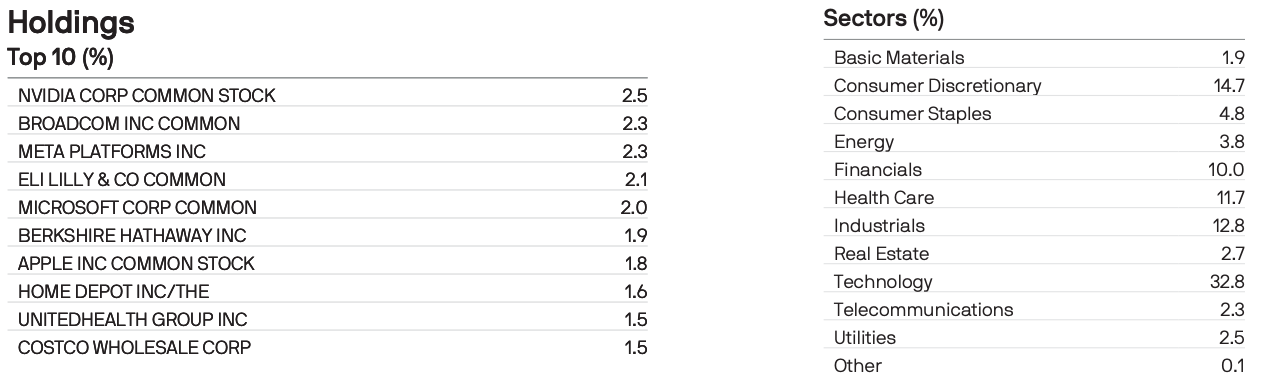 Holdings
Top 10 (%)
NVIDIA CORP COMMON STOCK 2.5
BROADCOM INC COMMON 2.3
META PLATFORMS INC 2.3
ELI LILLY & CO COMMON 2.1
MICROSOFT CORP COMMON 2.0
BERKSHIRE HATHAWAY INC 1.9
APPLE INC COMMON STOCK 1.8
HOME DEPOT INC/THE 1.6
UNITEDHEALTH GROUP INC 1.5
COSTCO WHOLESALE CORP 1.5
Sectors (%)
Basic Materials 1.9
Consumer Discretionary 14.7
Consumer Staples 4.8
Energy 3.8
Financials 10.0
Health Care 11.7
Industrials 12.8
Real Estate 2.7
Technology 32.8
Telecommunications 2.3
Utilities 2.5
Other 0.1